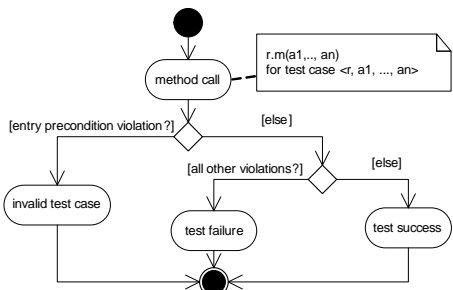 r.m(a1,.., an)
for test case <r, a1, ..., an>
method call
[entry precondition violation?]
[else]
[all other violations?]
[else]
invalid test case
test failure
test success